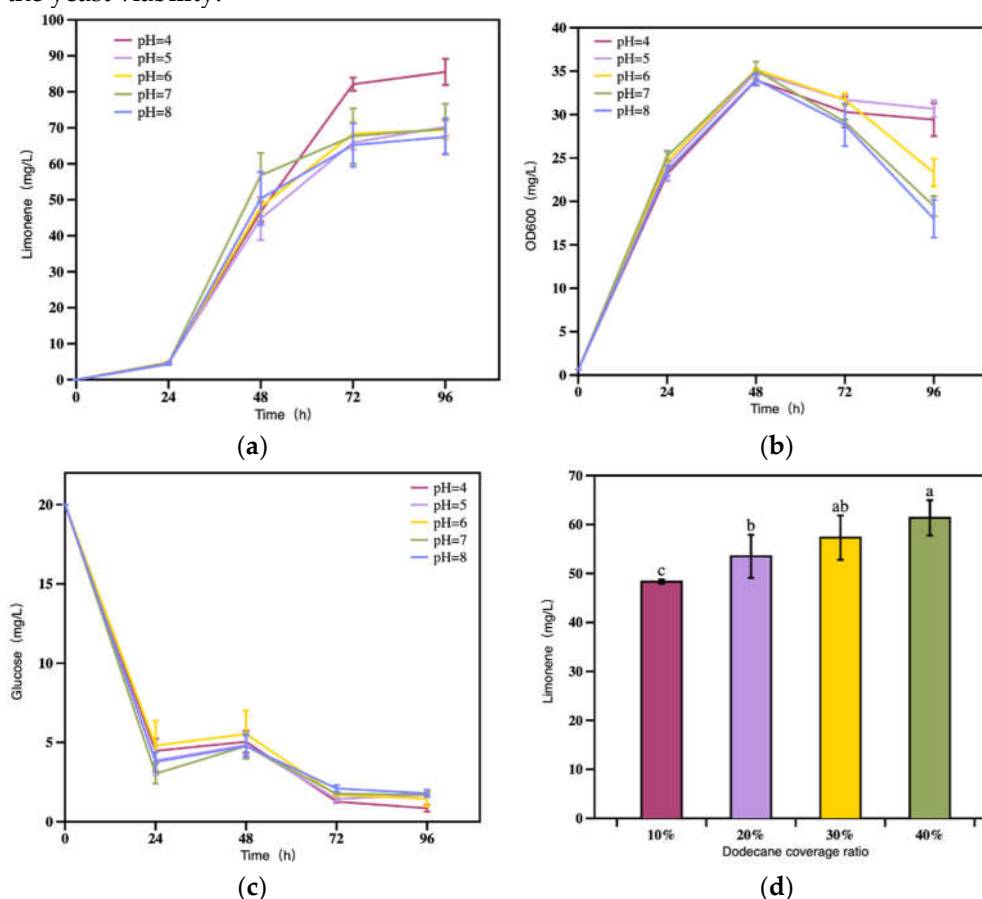 the yeast viability.
100
90
80
70
60
50
40
30
20
10
0
Limonene (mg/L)
pH=4
pH=5
pH=6
pH=7
pH=8
0 24 48 72 96
Time (h)
(a)
40
35
30
25
20
15
10
5
0
OD600 (mg/L)
pH=4
pH=5
pH=6
pH=7
pH=8
0 24 48 72 96
Time (h)
(b)
20
15
10
5
0
Glucose (mg/L)
pH=4
pH=5
pH=6
pH=7
pH=8
0 24 48 72 96
Time (h)
(c)
70
60
50
40
30
20
10
0
Limonene (mg/L)
c b ab a
10% 20% 30% 40%
Dodecane coverage ratio
(d)